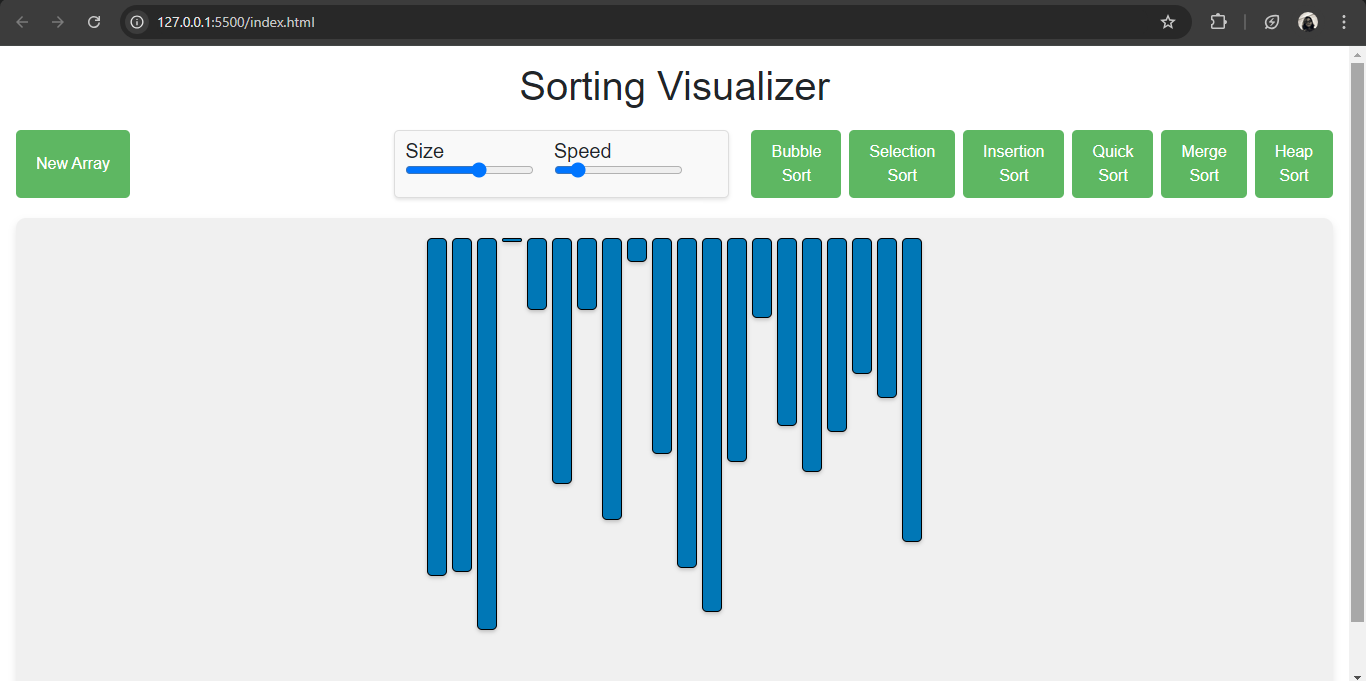 127.0.0.1:5500/index.html
Sorting Visualizer
New Array
Size
Speed
Bubble
Sort
Selection
Sort
Insertion
Sort
Quick
Sort
Merge
Sort
Heap
Sort